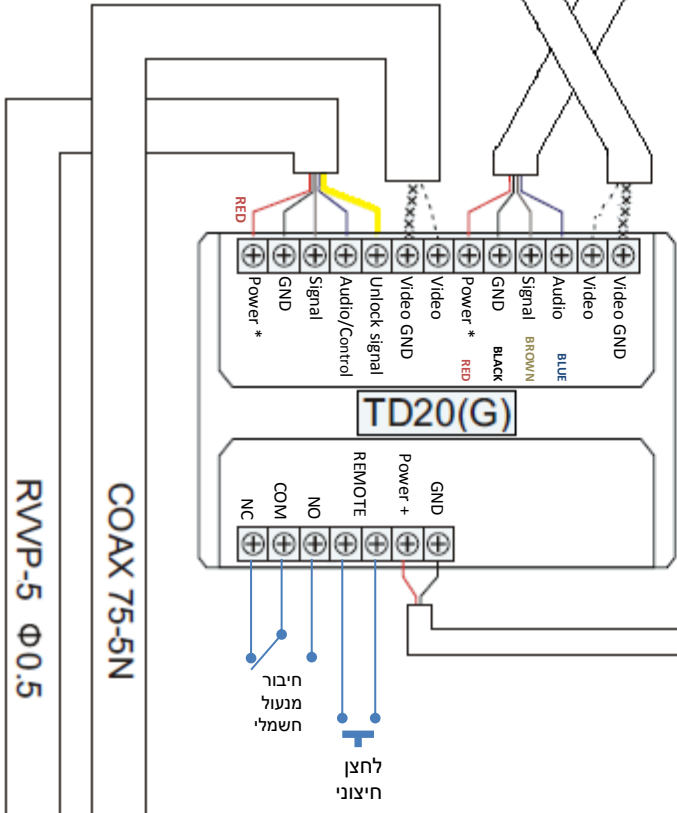 RED
Power *
GND
Signal
Audio/Control
Unlock signal
Video GND
Video
Power *
GND
Signal
Audio
Video
Video GND
RED
BLACK
BROWN
BLUE
TD20(G)
NC
COM
NO
REMOTE
Power +
GND
RVVP-5 Φ0.5
COAX 75-5N
חיבור
מנעול
חשמלי
לחצן
חיצוני